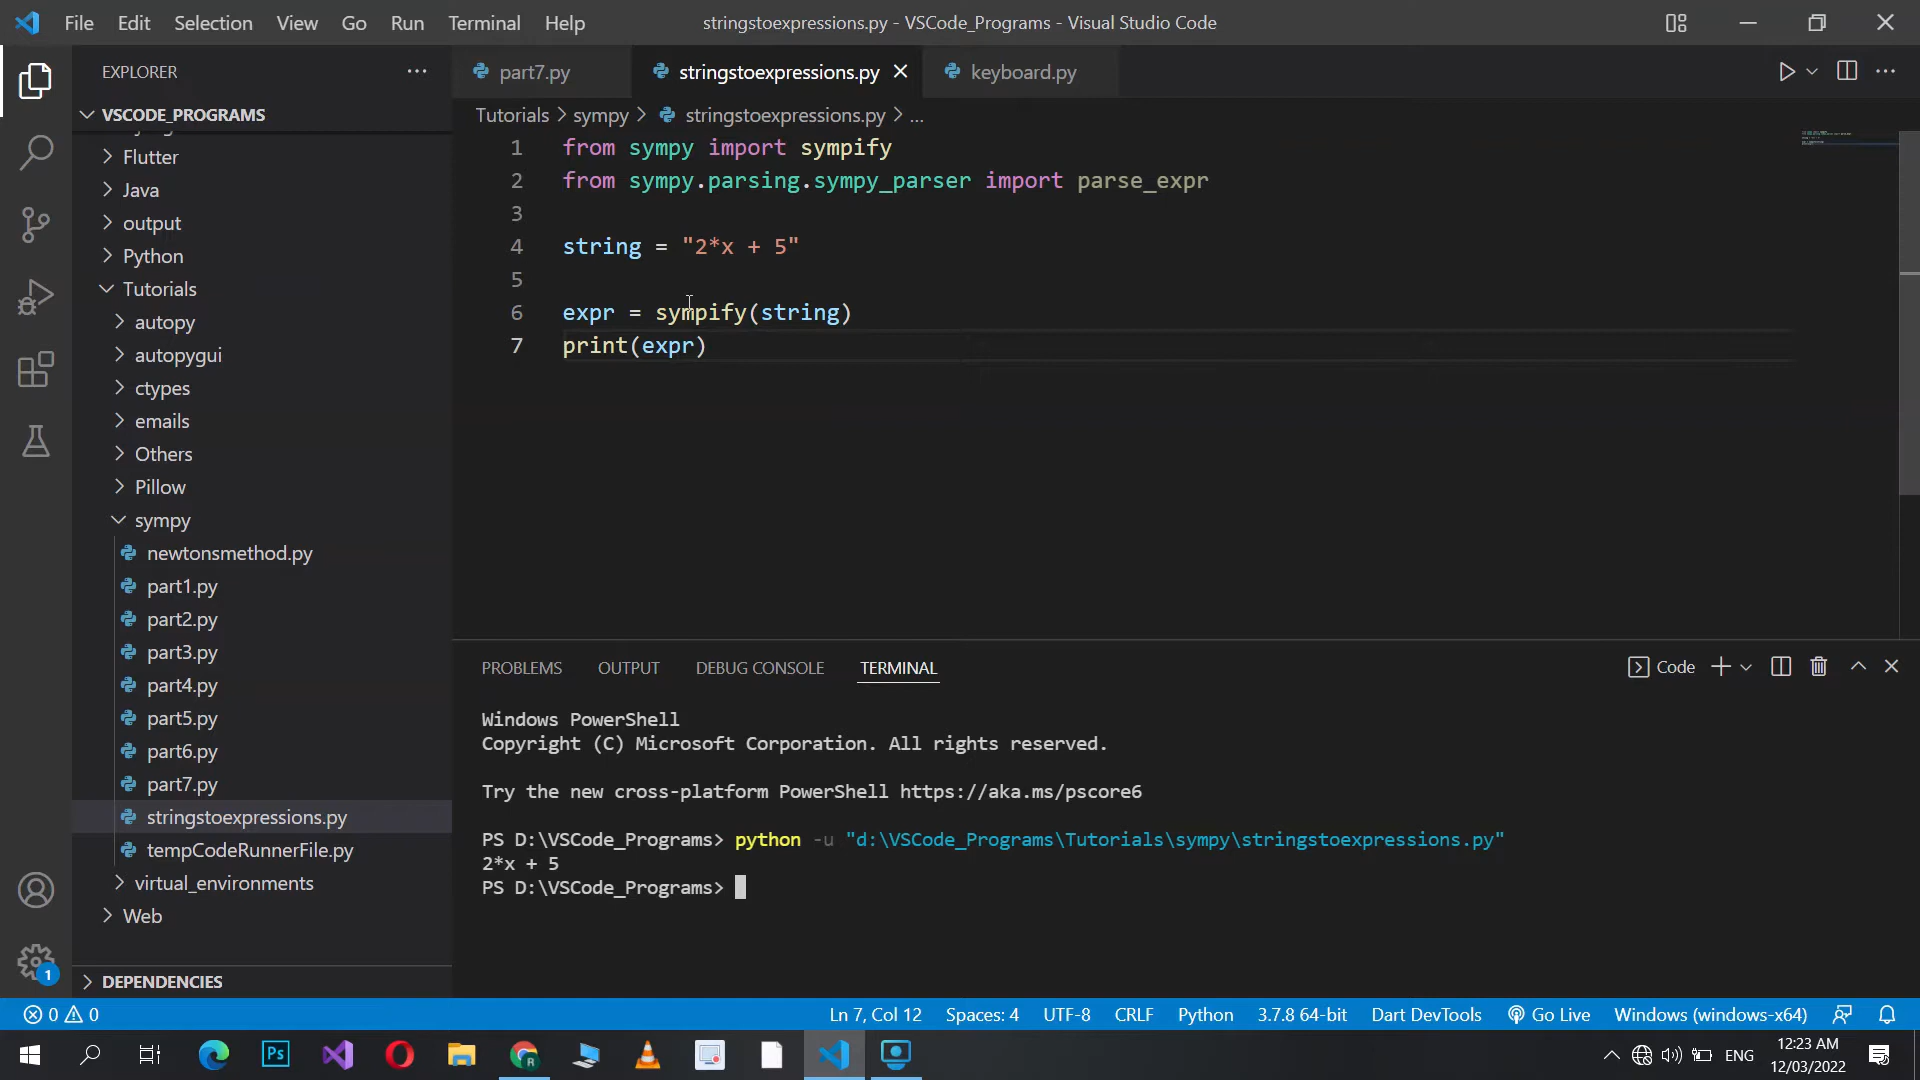 File Edit Selection View Go Run Terminal Help
stringstoexpressions.py - VSCode_Programs - Visual Studio Code
EXPLORER
VSCODE_PROGRAMS
Flutter
Java
output
Python
Tutorials
autopy
autopygui
ctypes
emails
Others
Pillow
sympy
newtonsmethod.py
part1.py
part2.py
part3.py
part4.py
part5.py
part6.py
part7.py
stringstoexpressions.py
tempCodeRunnerFile.py
virtual_environments
Web
DEPENDENCIES
part7.py stringstoexpressions.py keyboard.py
Tutorials > sympy > stringstoexpressions.py > ...
1 from sympy import sympify
2 from sympy.parsing.sympy_parser import parse_expr
3
4 string = "2*x + 5"
5
6 expr = sympify(string)
7 print(expr)
PROBLEMS OUTPUT DEBUG CONSOLE TERMINAL
Code
Windows PowerShell
Copyright (C) Microsoft Corporation. All rights reserved.
Try the new cross-platform PowerShell https://aka.ms/pscore6
PS D:\VSCode_Programs> python -u "d:\VSCode_Programs\Tutorials\sympy\stringstoexpressions.py"
2*x + 5
PS D:\VSCode_Programs>
1
0 0 Ln 7, Col 12 Spaces: 4 UTF-8 CRLF Python 3.7.8 64-bit Dart DevTools Go Live Windows (windows-x64)
Ps
ENG
12:23 AM
12/03/2022